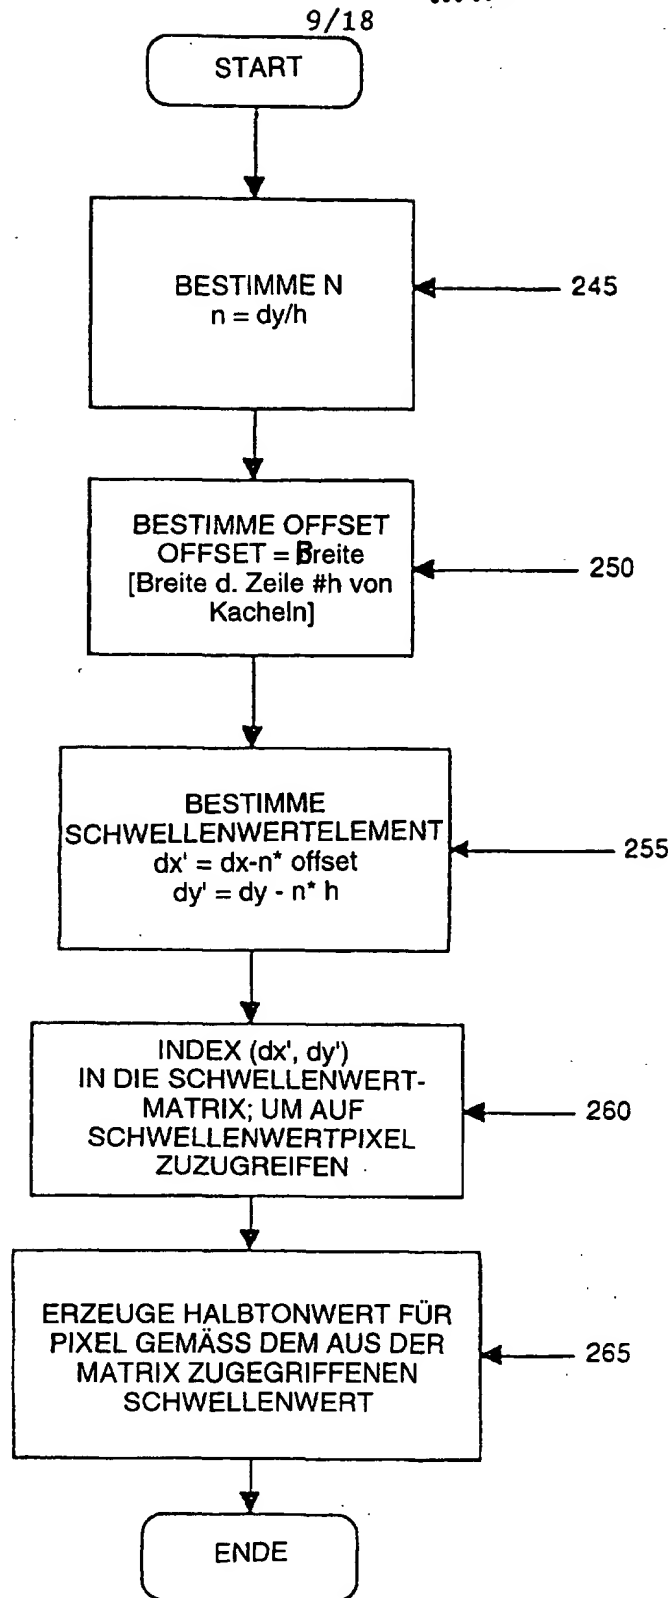 9/18
START
BESTIMME N
n = dy/h
245
BESTIMME OFFSET
OFFSET = Breite
[Breite d. Zeile #h von
Kacheln]
250
BESTIMME
SCHWELLENWERTELEMENT
dx' = dx-n* offset
dy' = dy - n* h
255
INDEX (dx', dy')
IN DIE SCHWELLENWERT-
MATRIX; UM AUF
SCHWELLENWERTPIXEL
ZUZUGREIFEN
260
ERZEUGE HALBTONWERT FÜR
PIXEL GEMÄSS DEM AUS DER
MATRIX ZUGEGRIFFENEN
SCHWELLENWERT
265
ENDE